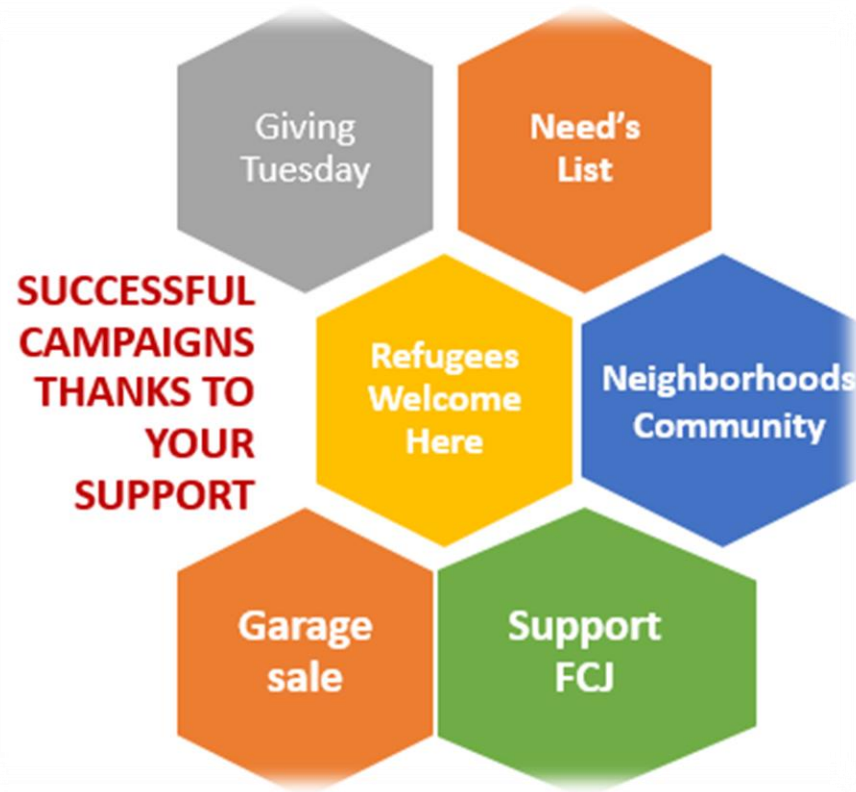 Giving
Tuesday
Need's
List
SUCCESSFUL
CAMPAIGNS
THANKS TO
YOUR
SUPPORT
Refugees
Welcome
Here
Neighborhoods
Community
Garage
sale
Support
FCJ